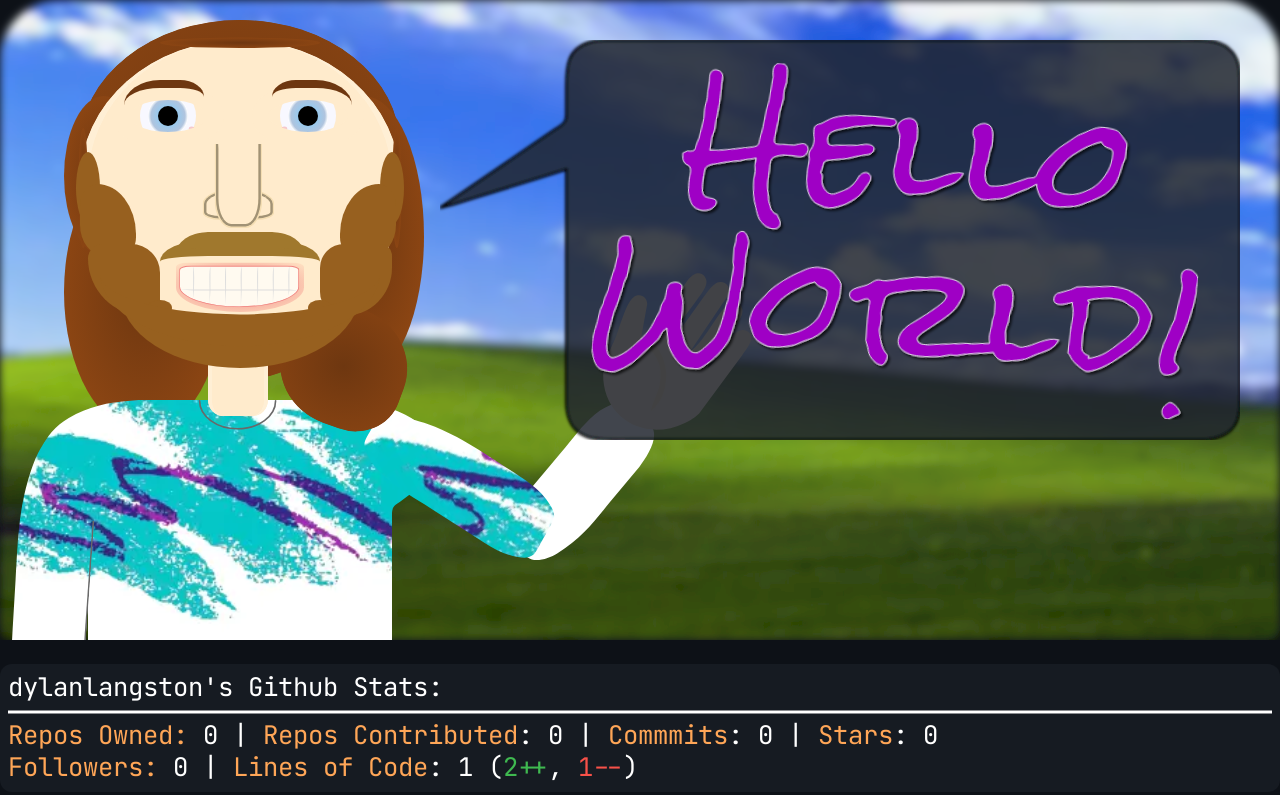 Hello
World!
dylanlangston's Github Stats:
Repos Owned: 0 | Repos Contributed: 0 | Commmits: 0 | Stars: 0
Followers: 0 | Lines of Code: 1 (2++, 1--)